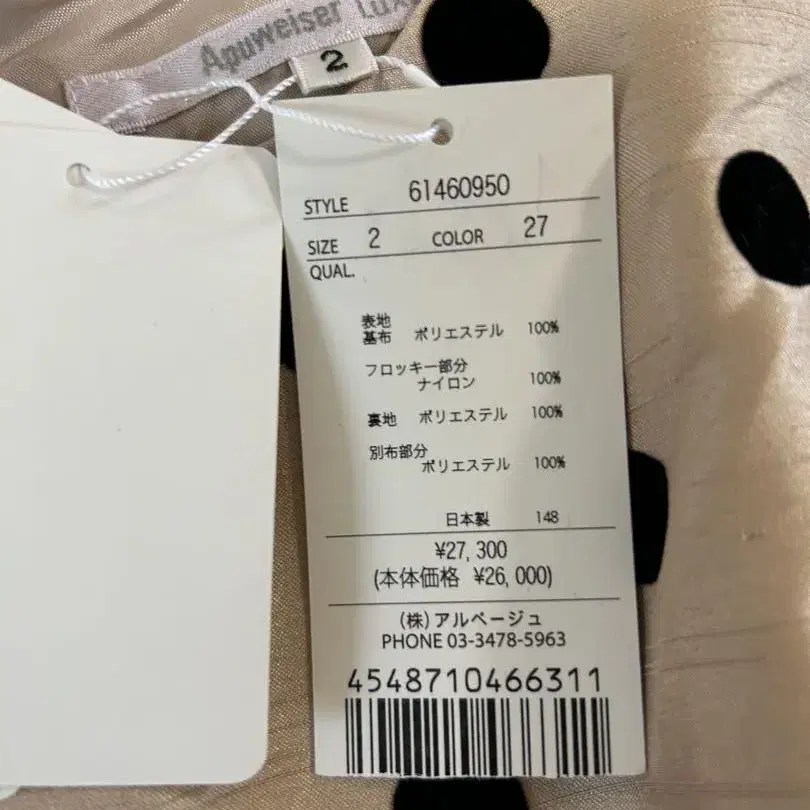 Apuweiser Luxe
2
STYLE 61460950
SIZE 2 COLOR 27
QUAL.
表地
基布 ポリエステル 100%
フロッキー部分
ナイロン 100%
裏地 ポリエステル 100%
別布部分
ポリエステル 100%
日本製 148
¥27,300
(本体価格 ¥26,000)
(株)アルページュ
PHONE 03-3478-5963
4548710466311